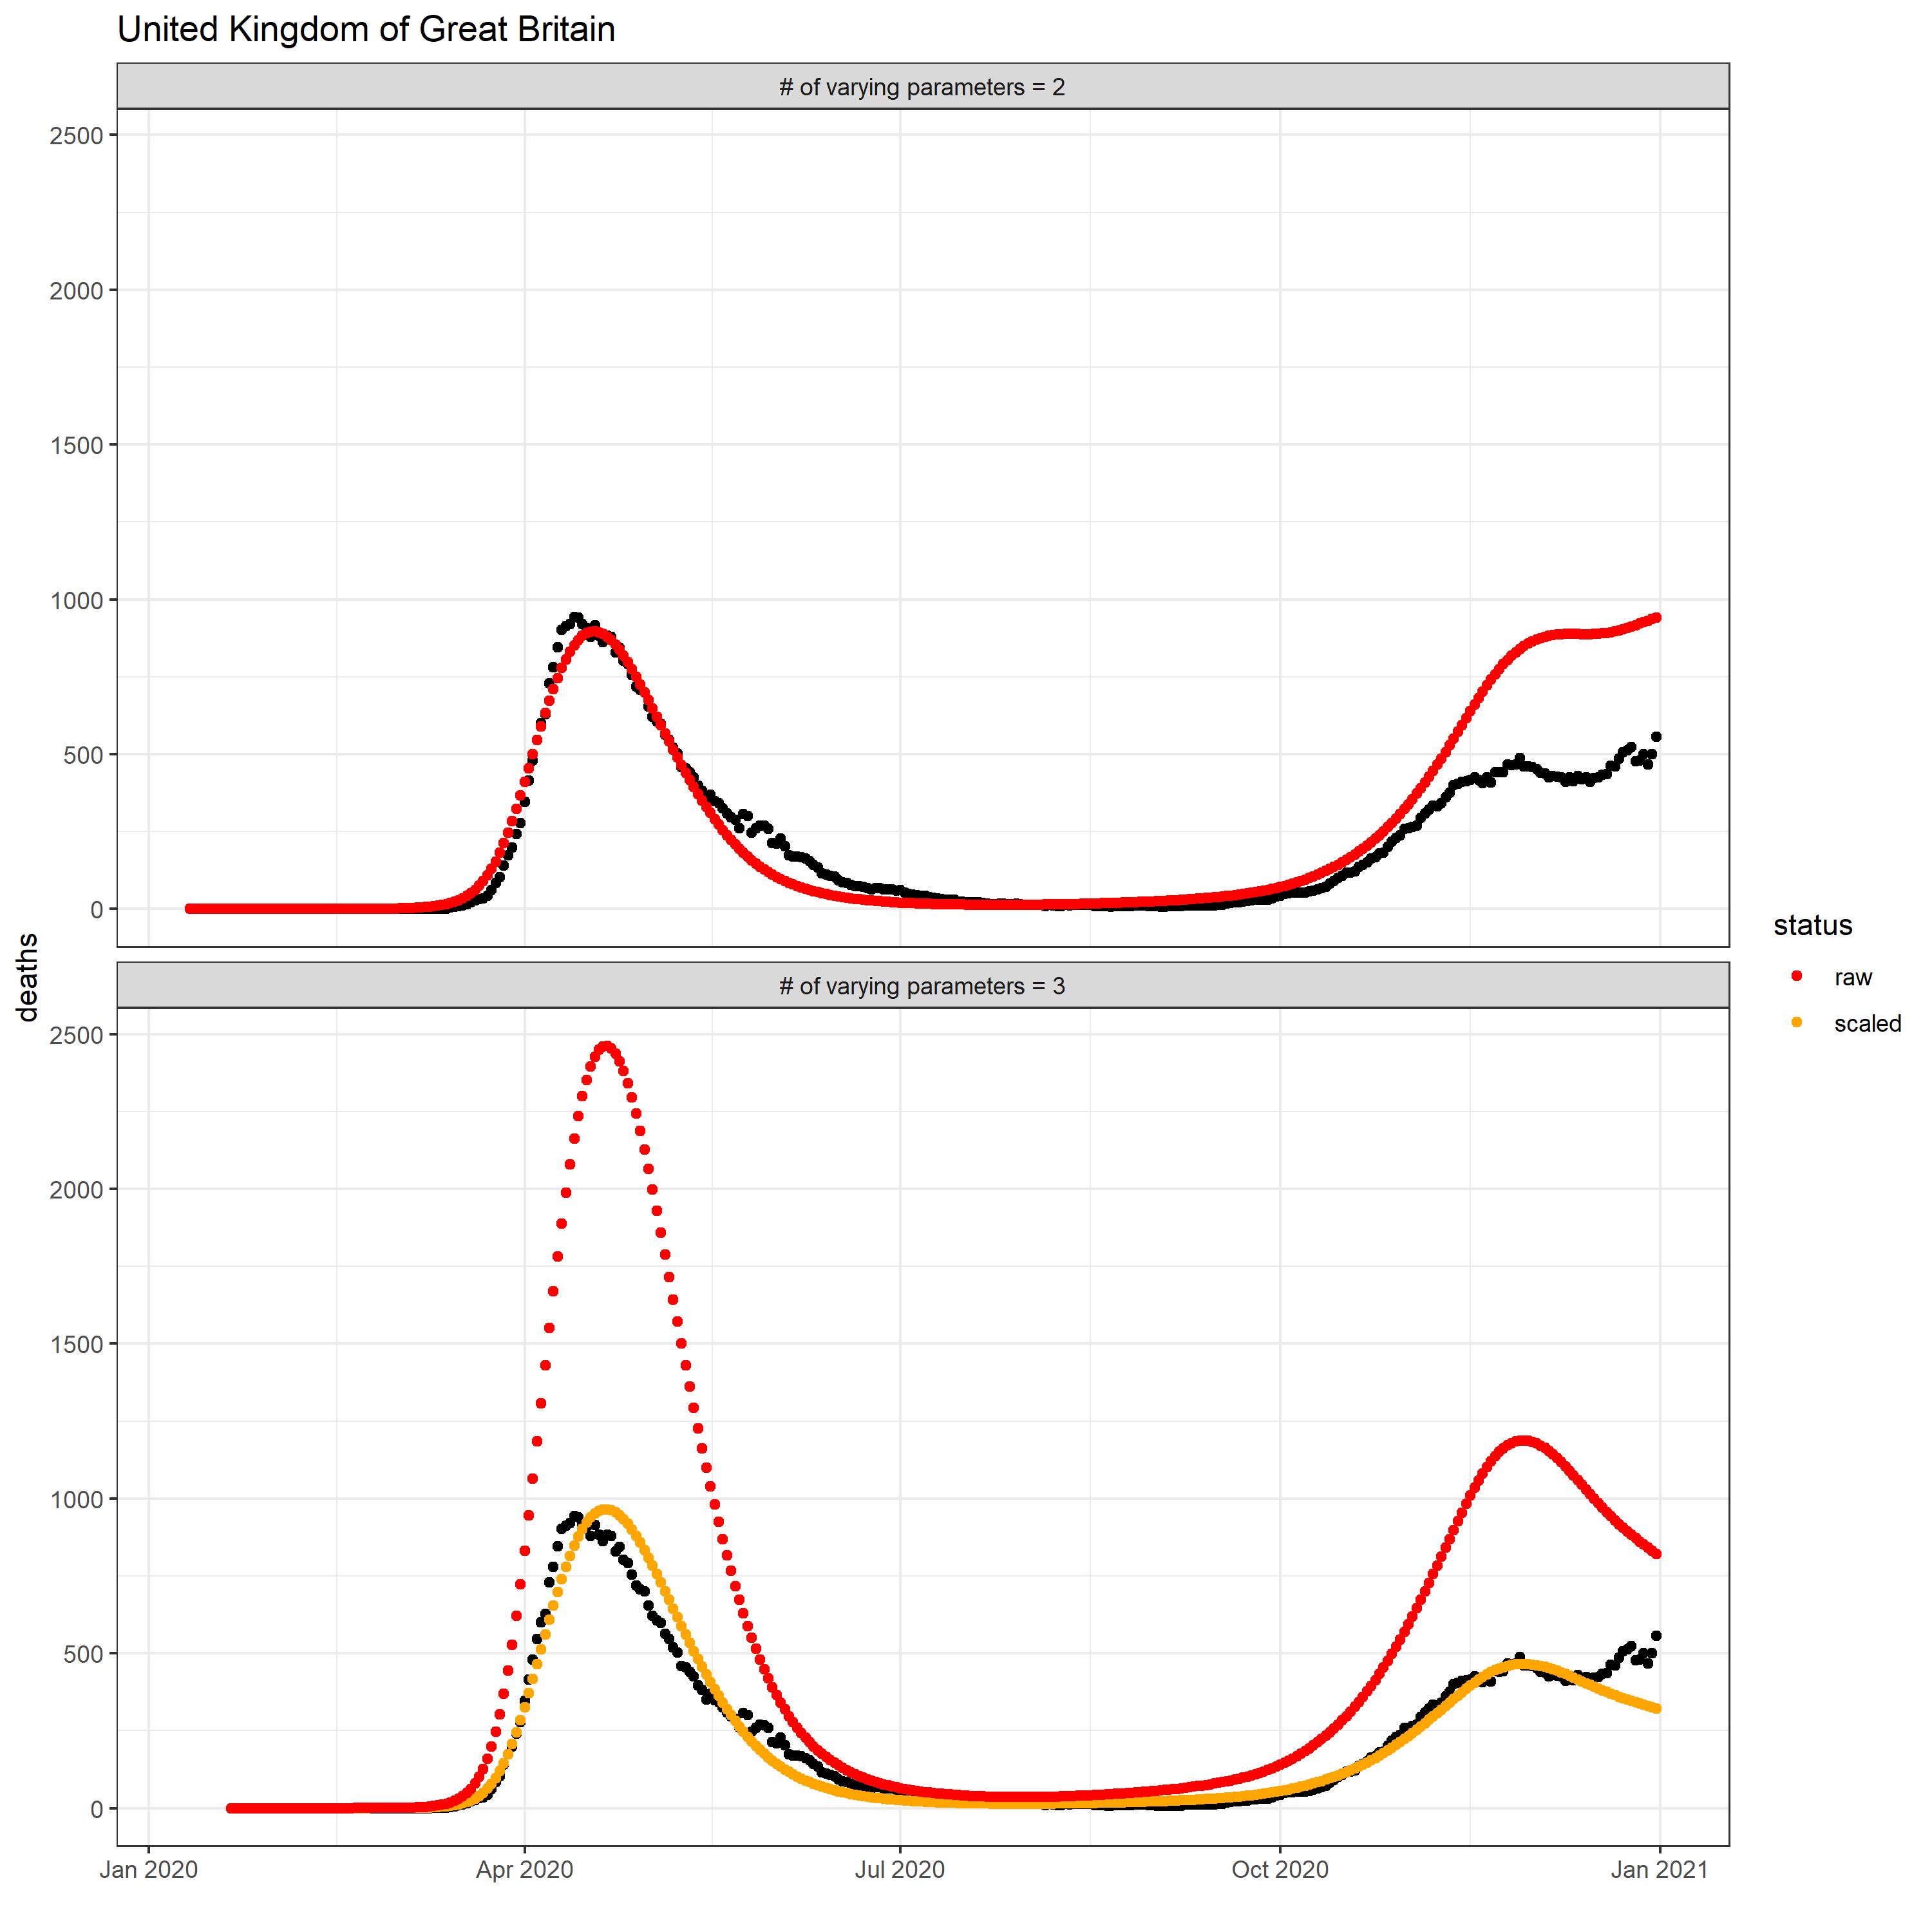 United Kingdom of Great Britain
# of varying parameters = 2
2500
2000
1500
1000
500
0
deaths
# of varying parameters = 3
2500
2000
1500
1000
500
0
Jan 2020
Apr 2020
Jul 2020
Oct 2020
Jan 2021
status
raw
scaled